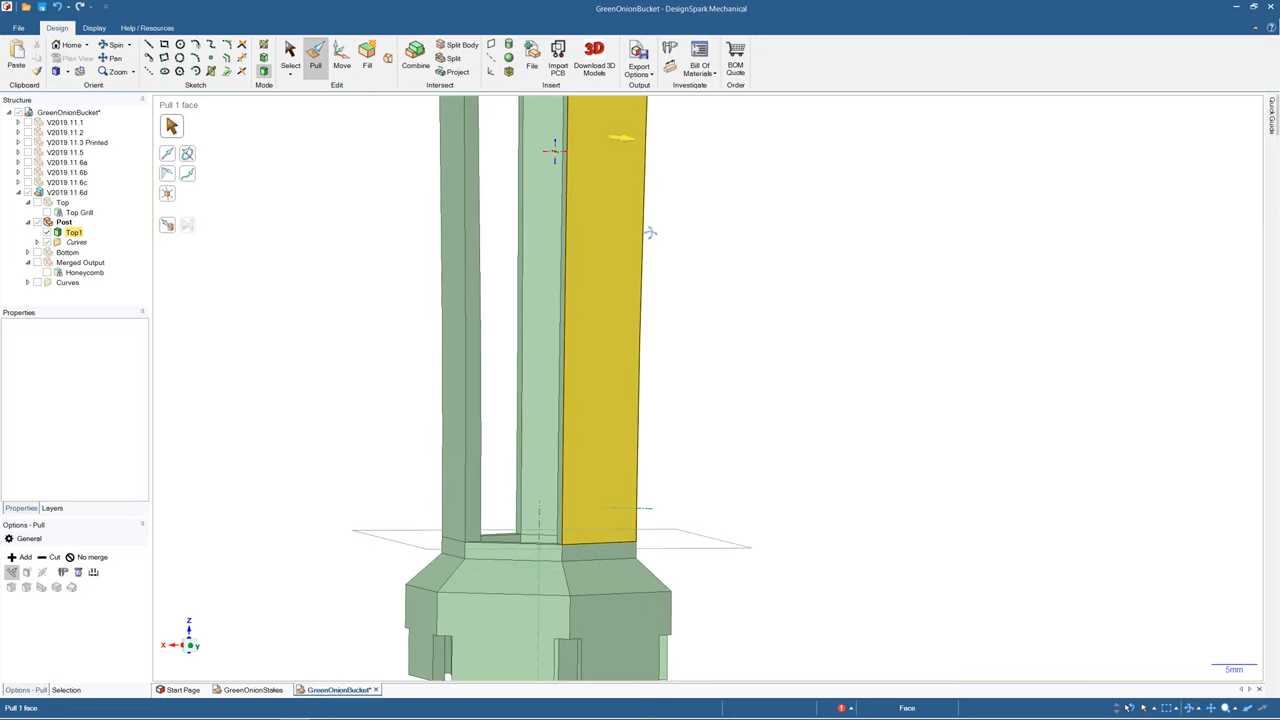 GreenOnionBucket - DesignSpark Mechanical
File
Design
Display
Help / Resources
Paste
Clipboard
Home
Plan View
Spin
Pan
Zoom
Orient
Sketch
Mode
Select
Pull
Move
Fill
Edit
Combine
Split Body
Split
Project
Intersect
File
Import PCB
Download 3D Models
Insert
Export Options
Output
Bill Of Materials
Investigate
BOM Quote
Order
Structure
GreenOnionBucket*
V2019.11.1
V2019.11.2
V2019.11.3 Printed
V2019.11.5
V2019.11.6a
V2019.11.6b
V2019.11.6c
V2019.11.6d
Top
Top Grill
Post
Top1
Curves
Bottom
Merged Output
Honeycomb
Curves
Properties
Properties
Layers
Options - Pull
General
Add
Cut
No merge
Options - Pull
Selection
Pull 1 face
Quick Guide
Z
X
Y
5mm
Start Page
GreenOnionStakes
GreenOnionBucket*
Pull 1 face
Face